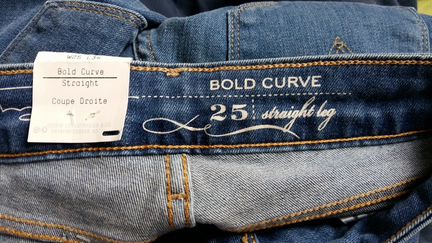 Bold Curve
Straight
Coupe Droite
BOLD CURVE
25 straight leg